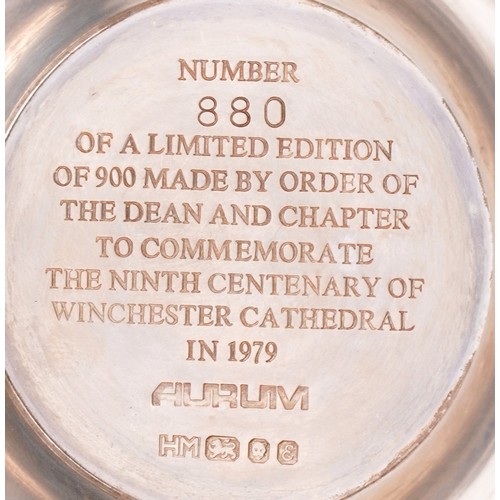 NUMBER
880
OF A LIMITED EDITION
OF 900 MADE BY ORDER OF
THE DEAN AND CHAPTER
TO COMMEMORATE
THE NINTH CENTENARY OF
WINCHESTER CATHEDRAL
IN 1979
AURUM
HM